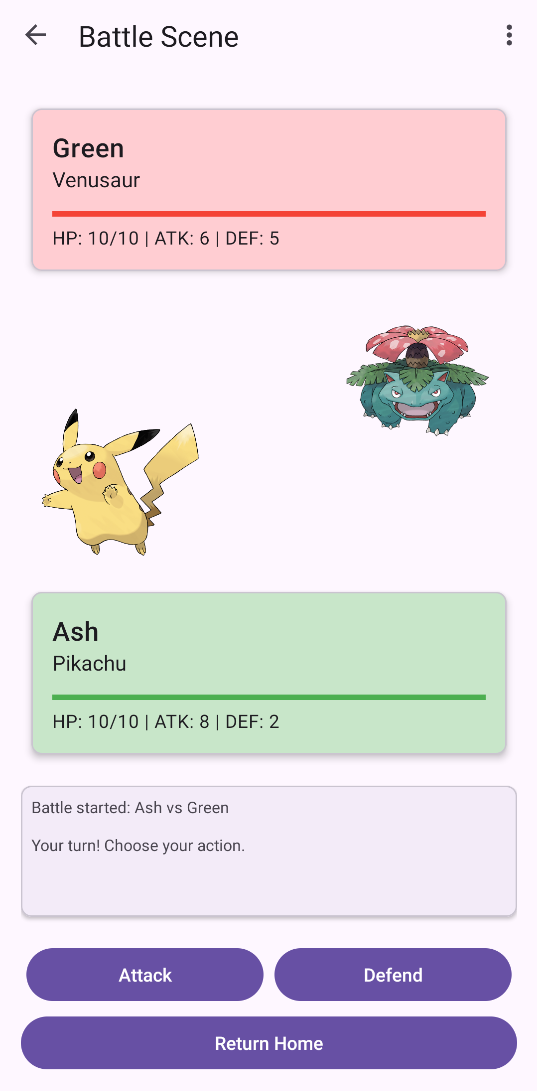 Battle Scene
Green
Venusaur
HP: 10/10 | ATK: 6 | DEF: 5
Ash
Pikachu
HP: 10/10 | ATK: 8 | DEF: 2
Battle started: Ash vs Green
Your turn! Choose your action.
Attack
Defend
Return Home